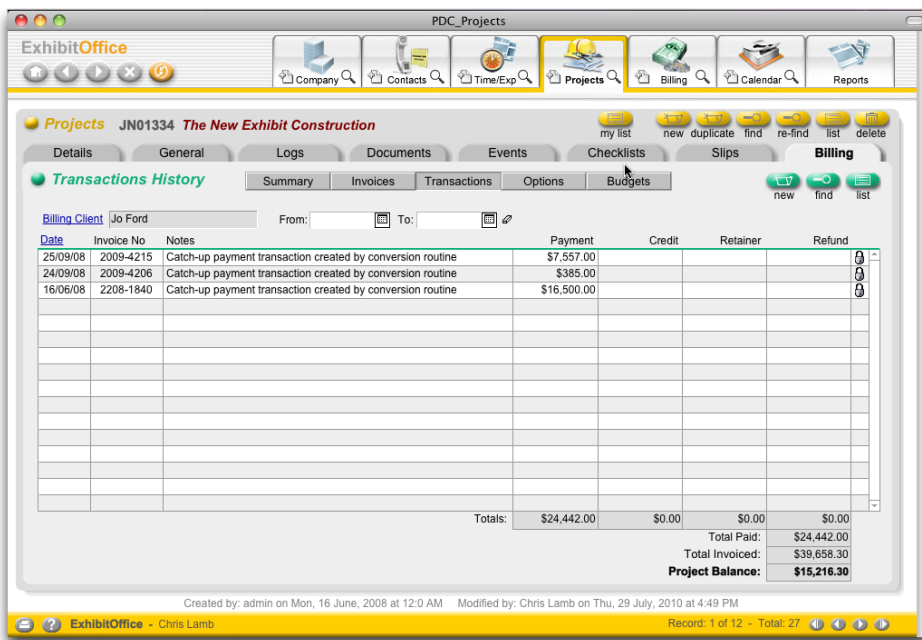 PDC_Projects
ExhibitOffice
Company Contacts Time/Exp Projects Billing Calendar Reports
Projects JN01334 The New Exhibit Construction
my list new duplicate find re-find list delete
Details General Logs Documents Events Checklists Slips Billing
Transactions History Summary Invoices Transactions Options Budgets
new find list
Billing Client Jo Ford From: To:
Date Invoice No Notes Payment Credit Retainer Refund
25/09/08 2009-4215 Catch-up payment transaction created by conversion routine $7,557.00
24/09/08 2009-4206 Catch-up payment transaction created by conversion routine $385.00
16/06/08 2208-1840 Catch-up payment transaction created by conversion routine $16,500.00
Totals: $24,442.00 $0.00 $0.00 $0.00
Total Paid: $24,442.00
Total Invoiced: $39,658.30
Project Balance: $15,216.30
Created by: admin on Mon, 16 June, 2008 at 12:0 AM Modified by: Chris Lamb on Thu, 29 July, 2010 at 4:49 PM
ExhibitOffice - Chris Lamb Record: 1 of 12 - Total: 27